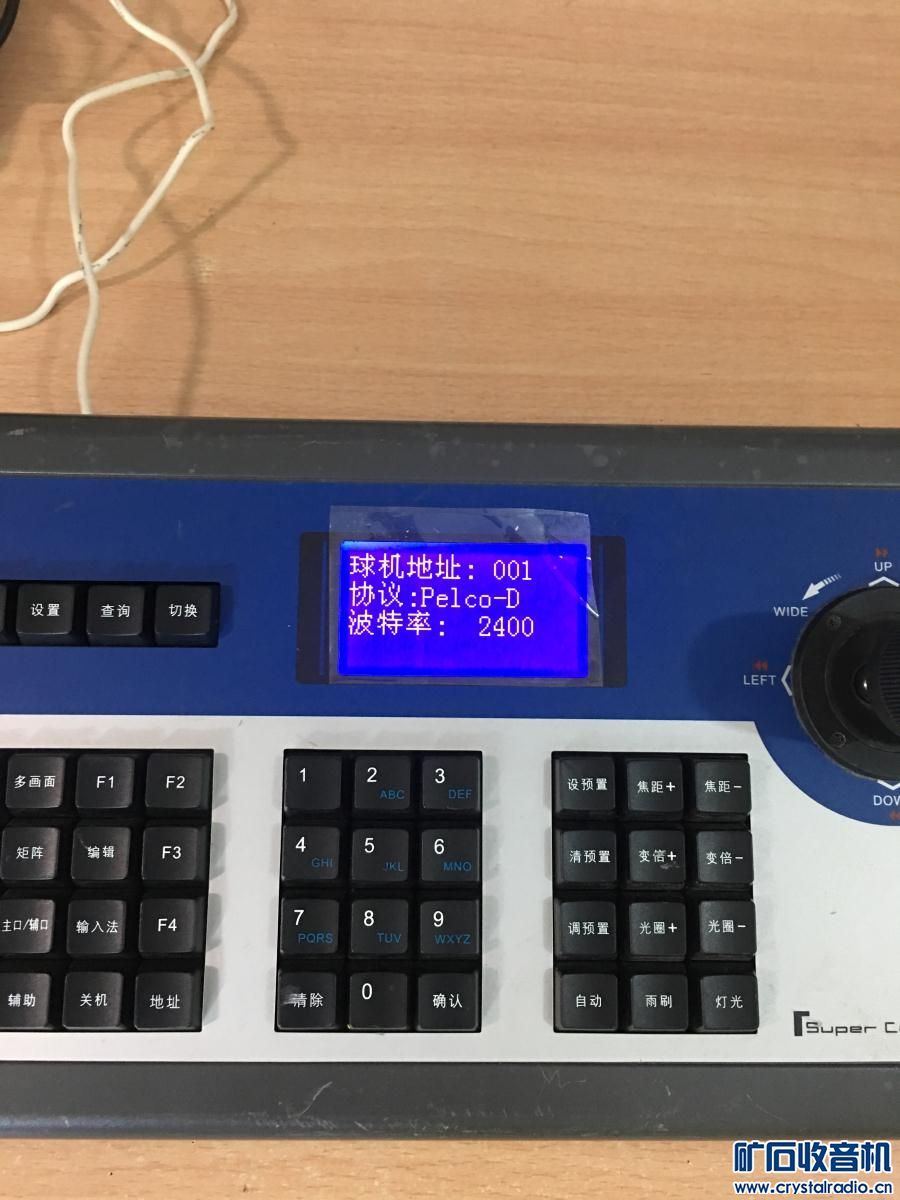 球机地址: 001
协议:Pelco-D
波特率: 2400
设置 查询 切换
UP
WIDE
LEFT
多画面 F1 F2
矩阵 编辑 F3
主口/辅口 输入法 F4
辅助 关机 地址
1 2 ABC 3 DEF
4 GHI 5 JKL 6 MNO
7 PQRS 8 TUV 9 WXYZ
清除 0 确认
设预置 焦距+ 焦距-
清预置 变倍+ 变倍-
调预置 光圈+ 光圈-
自动 雨刷 灯光
Super
矿石收音机
www.crystalradio.cn